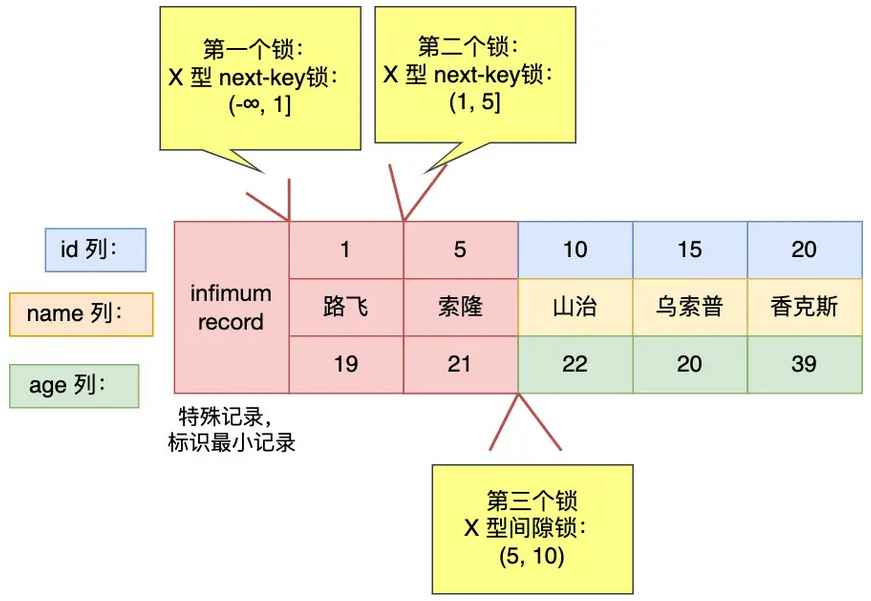 第一个锁：
X 型 next-key锁：
(-∞, 1]
第二个锁：
X 型 next-key锁：
(1, 5]
id 列：
1
5
10
15
20
infimum
record
name 列：
路飞
索隆
山治
乌索普
香克斯
age 列：
19
21
22
20
39
特殊记录，
标识最小记录
第三个锁
X 型间隙锁：
(5, 10)